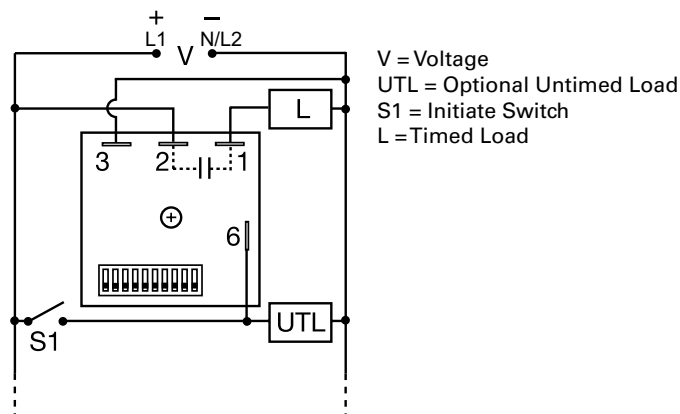 + −
L1 V N/L2
V = Voltage
UTL = Optional Untimed Load
S1 = Initiate Switch
L = Timed Load
L
3 2 1
6
UTL
S1